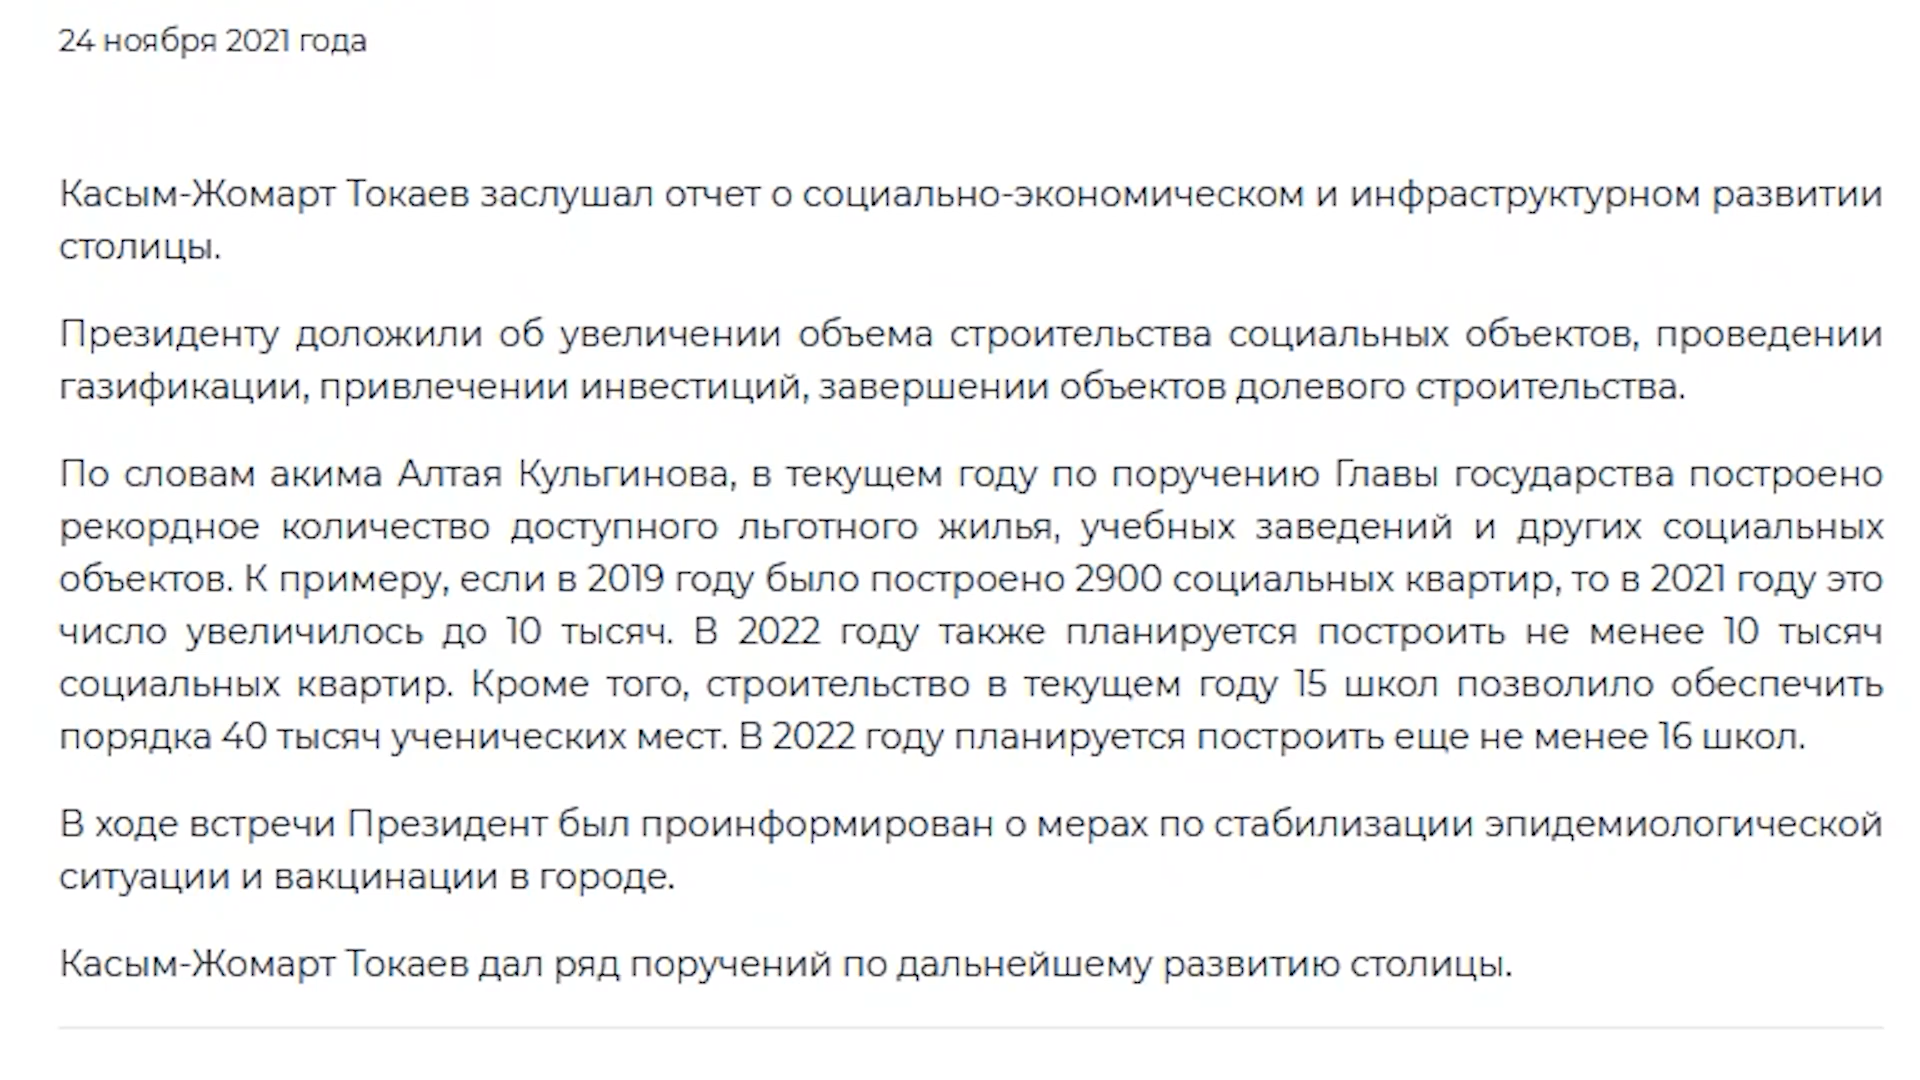 24 ноября 2021 года
Касым-Жомарт Токаев заслушал отчет о социально-экономическом и инфраструктурном развитии
столицы.
Президенту доложили об увеличении объема строительства социальных объектов, проведении
газификации, привлечении инвестиций, завершении объектов долевого строительства.
По словам акима Алтая Кульгинова, в текущем году по поручению Главы государства построено
рекордное количество доступного льготного жилья, учебных заведений и других социальных
объектов. К примеру, если в 2019 году было построено 2900 социальных квартир, то в 2021 году это
число увеличилось до 10 тысяч. В 2022 году также планируется построить не менее 10 тысяч
социальных квартир. Кроме того, строительство в текущем году 15 школ позволило обеспечить
порядка 40 тысяч ученических мест. В 2022 году планируется построить еще не менее 16 школ.
В ходе встречи Президент был проинформирован о мерах по стабилизации эпидемиологической
ситуации и вакцинации в городе.
Касым-Жомарт Токаев дал ряд поручений по дальнейшему развитию столицы.